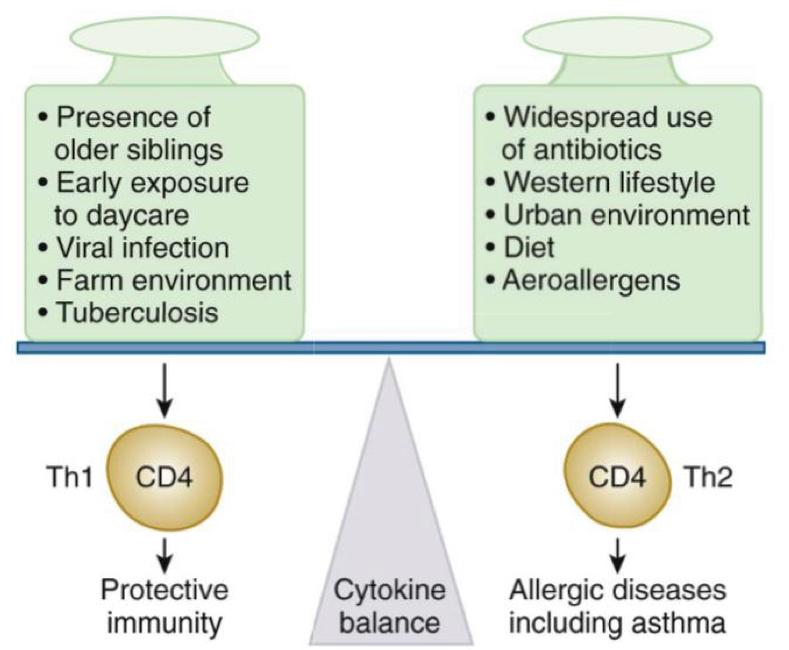 • Presence of
older siblings
• Early exposure
to daycare
• Viral infection
• Farm environment
• Tuberculosis
• Widespread use
of antibiotics
• Western lifestyle
• Urban environment
• Diet
• Aeroallergens
Th1
CD4
CD4
Th2
Protective
immunity
Cytokine
balance
Allergic diseases
including asthma